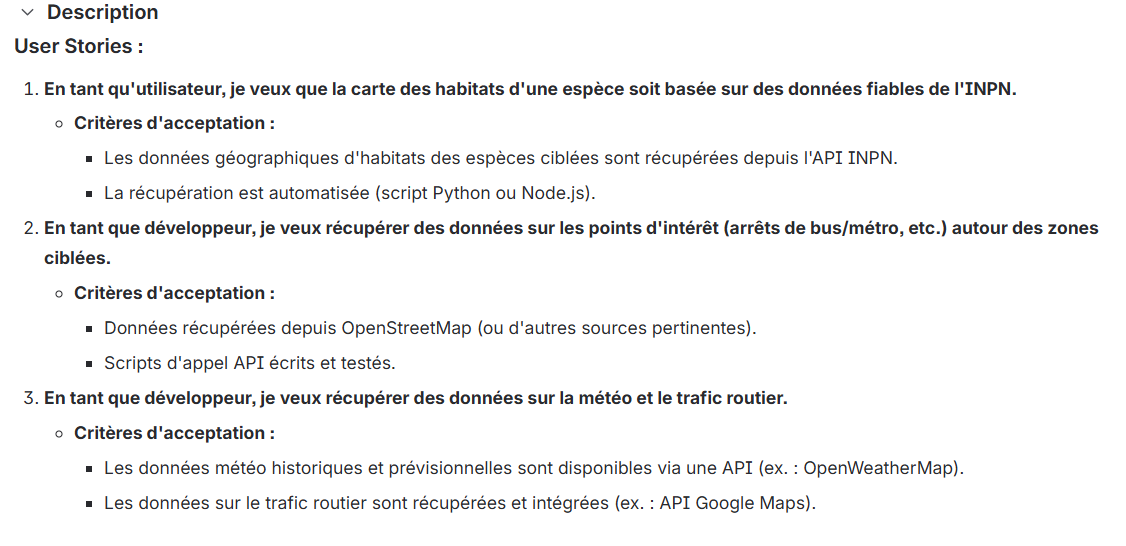 Description
User Stories :
1. En tant qu'utilisateur, je veux que la carte des habitats d'une espèce soit basée sur des données fiables de l'INPN.
Critères d'acceptation :
Les données géographiques d'habitats des espèces ciblées sont récupérées depuis l'API INPN.
La récupération est automatisée (script Python ou Node.js).
2. En tant que développeur, je veux récupérer des données sur les points d'intérêt (arrêts de bus/métro, etc.) autour des zones
ciblées.
Critères d'acceptation :
Données récupérées depuis OpenStreetMap (ou d'autres sources pertinentes).
Scripts d'appel API écrits et testés.
3. En tant que développeur, je veux récupérer des données sur la météo et le trafic routier.
Critères d'acceptation :
Les données météo historiques et prévisionnelles sont disponibles via une API (ex. : OpenWeatherMap).
Les données sur le trafic routier sont récupérées et intégrées (ex. : API Google Maps).